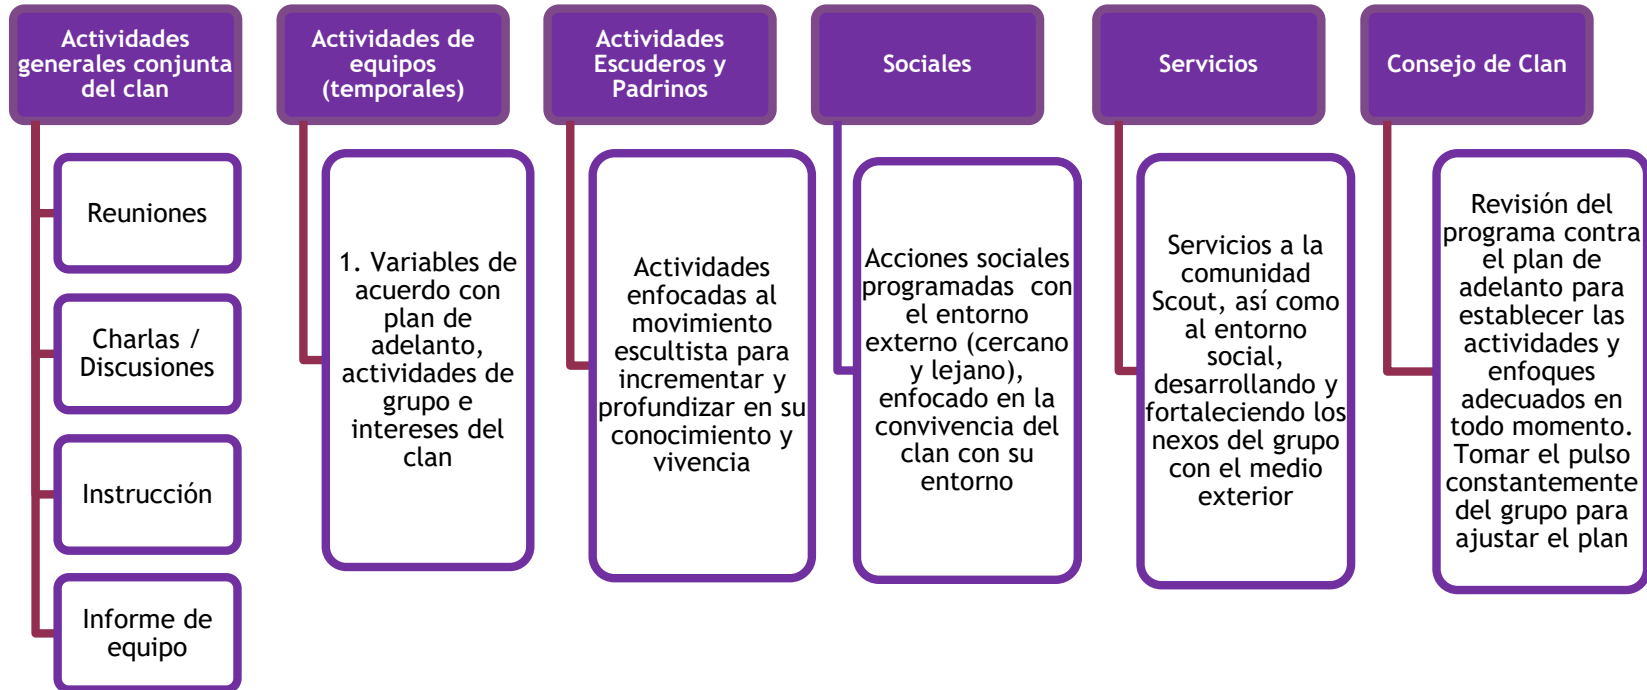 Actividades
generales conjunta
del clan
Reuniones
Charlas /
Discusiones
Instrucción
Informe de
equipo
Actividades de
equipos
(temporales)
1. Variables de
acuerdo con
plan de
adelanto,
actividades de
grupo e
intereses del
clan
Actividades
Escuderos y
Padrinos
Actividades
enfocadas al
movimiento
escultista para
incrementar y
profundizar en su
conocimiento y
vivencia
Sociales
Acciones sociales
programadas con
el entorno
externo (cercano
y lejano),
enfocado en la
convivencia del
clan con su
entorno
Servicios
Servicios a la
comunidad
Scout, así como
al entorno
social,
desarrollando y
fortaleciendo los
nexos del grupo
con el medio
exterior
Consejo de Clan
Revisión del
programa contra
el plan de
adelanto para
establecer las
actividades y
enfoques
adecuados en
todo momento.
Tomar el pulso
constantemente
del grupo para
ajustar el plan